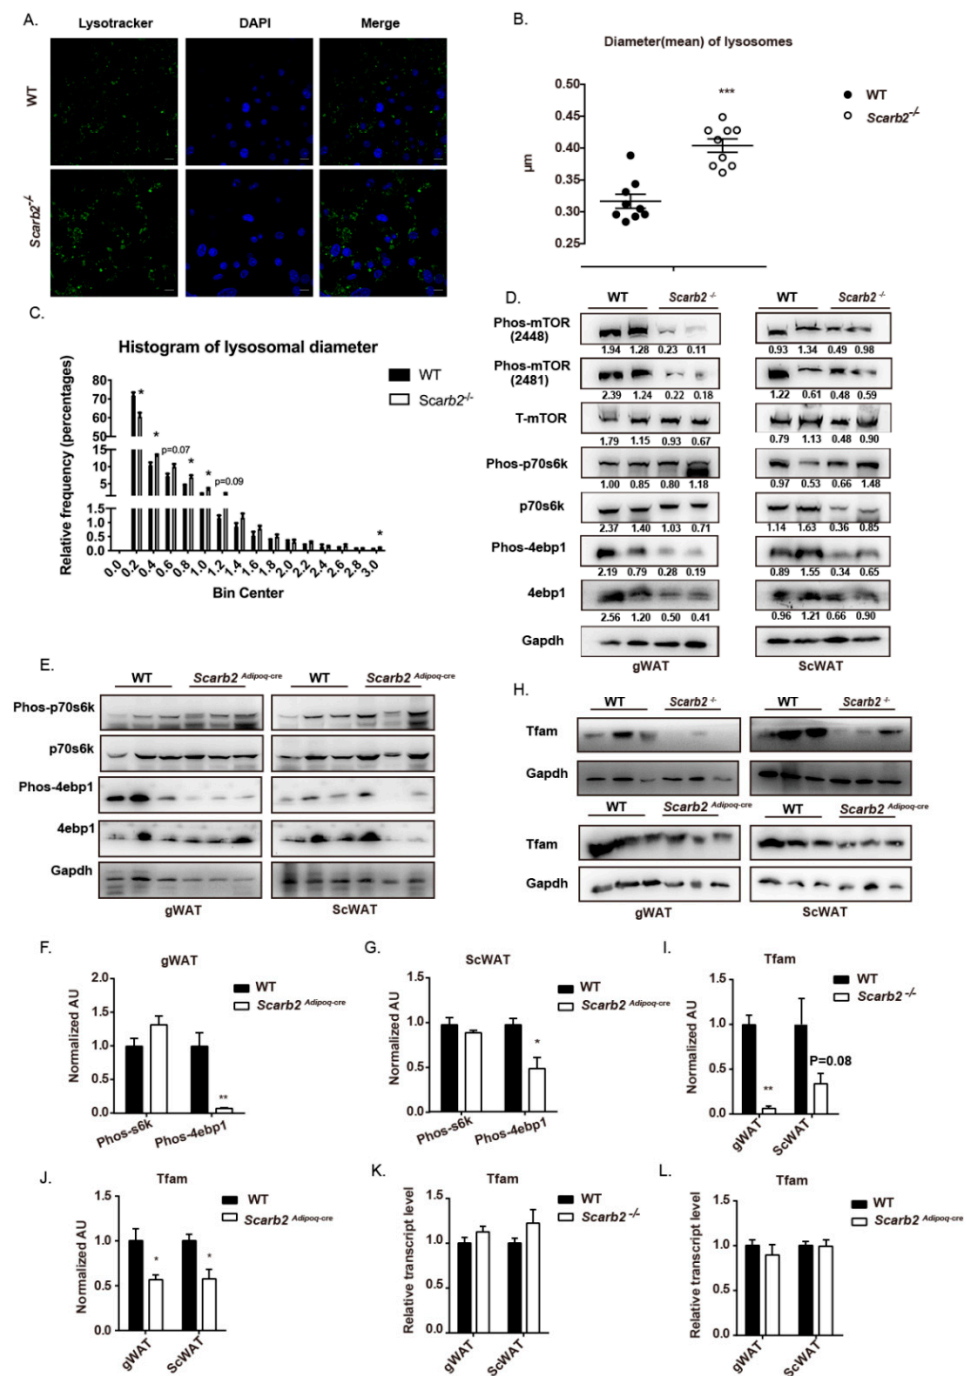 A.
Lysotracker DAPI Merge
WT
Scarb2-/-
B.
Diameter(mean) of lysosomes
0.50
0.45
0.40
0.35
0.30
0.25
µm
***
WT
Scarb2-/-
C.
Histogram of lysosomal diameter
WT
Scarb2-/-
Relative frequency (percentages)
80
70
60
50
15
10
5
1.5
1.0
0.5
0.0
* * p=0.07 * * p=0.09 *
0.0 0.2 0.4 0.6 0.8 1.0 1.2 1.4 1.6 1.8 2.0 2.2 2.4 2.6 2.8 3.0
Bin Center
D.
WT Scarb2 -/- WT Scarb2 -/-
Phos-mTOR
(2448)
1.94 1.28 0.23 0.11 0.93 1.34 0.49 0.98
Phos-mTOR
(2481)
2.39 1.24 0.22 0.18 1.22 0.61 0.48 0.59
T-mTOR
1.79 1.15 0.93 0.67 0.79 1.13 0.48 0.90
Phos-p70s6k
1.00 0.85 0.80 1.18 0.97 0.53 0.66 1.48
p70s6k
2.37 1.40 1.03 0.71 1.14 1.63 0.36 0.85
Phos-4ebp1
2.19 0.79 0.28 0.19 0.89 1.55 0.34 0.65
4ebp1
2.56 1.20 0.50 0.41 0.96 1.21 0.66 0.90
Gapdh
gWAT ScWAT
E.
WT Scarb2 Adipoq-cre WT Scarb2 Adipoq-cre
Phos-p70s6k
p70s6k
Phos-4ebp1
4ebp1
Gapdh
gWAT ScWAT
H.
WT Scarb2 -/- WT Scarb2 -/-
Tfam
Gapdh
WT Scarb2 Adipoq-cre WT Scarb2 Adipoq-cre
Tfam
Gapdh
gWAT ScWAT
F.
gWAT
WT
Scarb2 Adipoq-cre
Normalized AU
2.0
1.5
1.0
0.5
0.0
**
Phos-s6k Phos-4ebp1
G.
ScWAT
WT
Scarb2 Adipoq-cre
Normalized AU
1.5
1.0
0.5
0.0
*
Phos-s6k Phos-4ebp1
I.
Tfam
WT
Scarb2 -/-
Normalized AU
1.5
1.0
0.5
0.0
**
P=0.08
gWAT ScWAT
J.
Tfam
WT
Scarb2 Adipoq-cre
Normalized AU
1.5
1.0
0.5
0.0
* *
gWAT ScWAT
K.
Tfam
WT
Scarb2 -/-
Relative transcript level
1.5
1.0
0.5
0.0
gWAT ScWAT
L.
Tfam
WT
Scarb2 Adipoq-cre
Relative transcript level
1.5
1.0
0.5
0.0
gWAT ScWAT